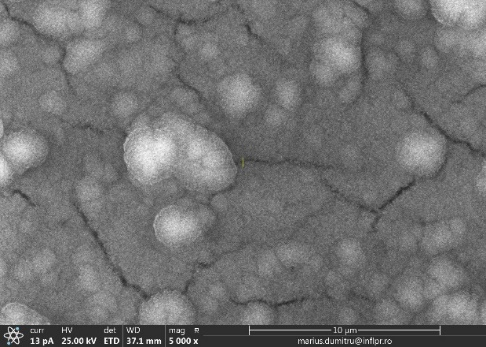 curr HV WD mag
10 µm
13 pA 25.00 kV ETD 37.1 mm 5 000 x marius.dumitru@inflpr.ro